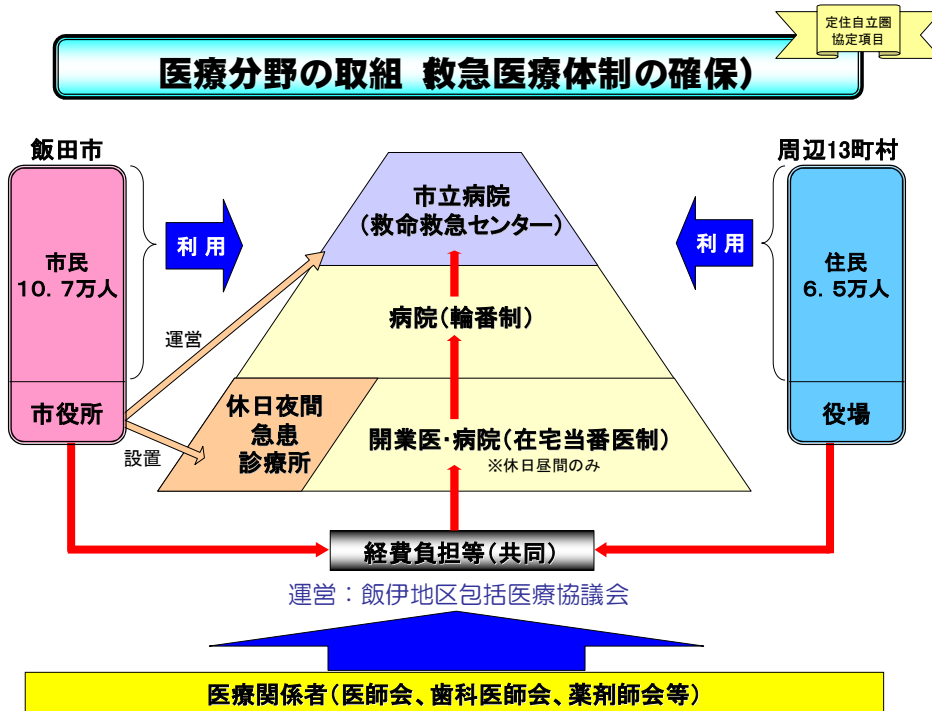 定住自立圏
協定項目
医療分野の取組 救急医療体制の確保）
飯田市
周辺13町村
市立病院
（救命救急センター）
利用
利用
市民
10．7万人
住民
6．5万人
病院（輪番制）
運営
市役所
役場
休日夜間
急患
診療所
開業医・病院（在宅当番医制）
※休日昼間のみ
設置
経費負担等（共同）
運営：飯伊地区包括医療協議会
医療関係者（医師会、歯科医師会、薬剤師会等）